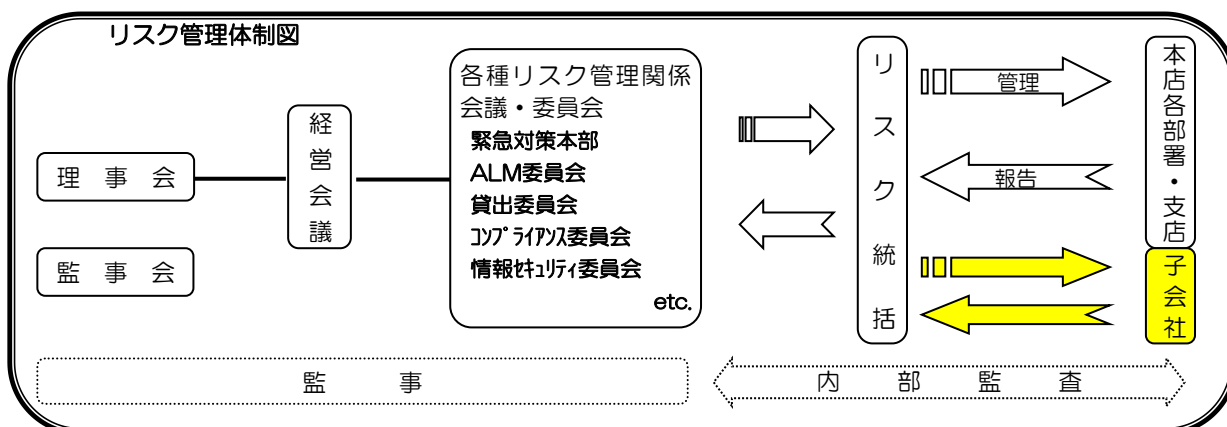 リスク管理体制図
理事会
監事会
経営会議
各種リスク管理関係
会議・委員会
緊急対策本部
ALM委員会
貸出委員会
コンプライアンス委員会
情報セキュリティ委員会
etc.
リスク統括
管理
報告
本店各部署・支店
子会社
監事
内部監査